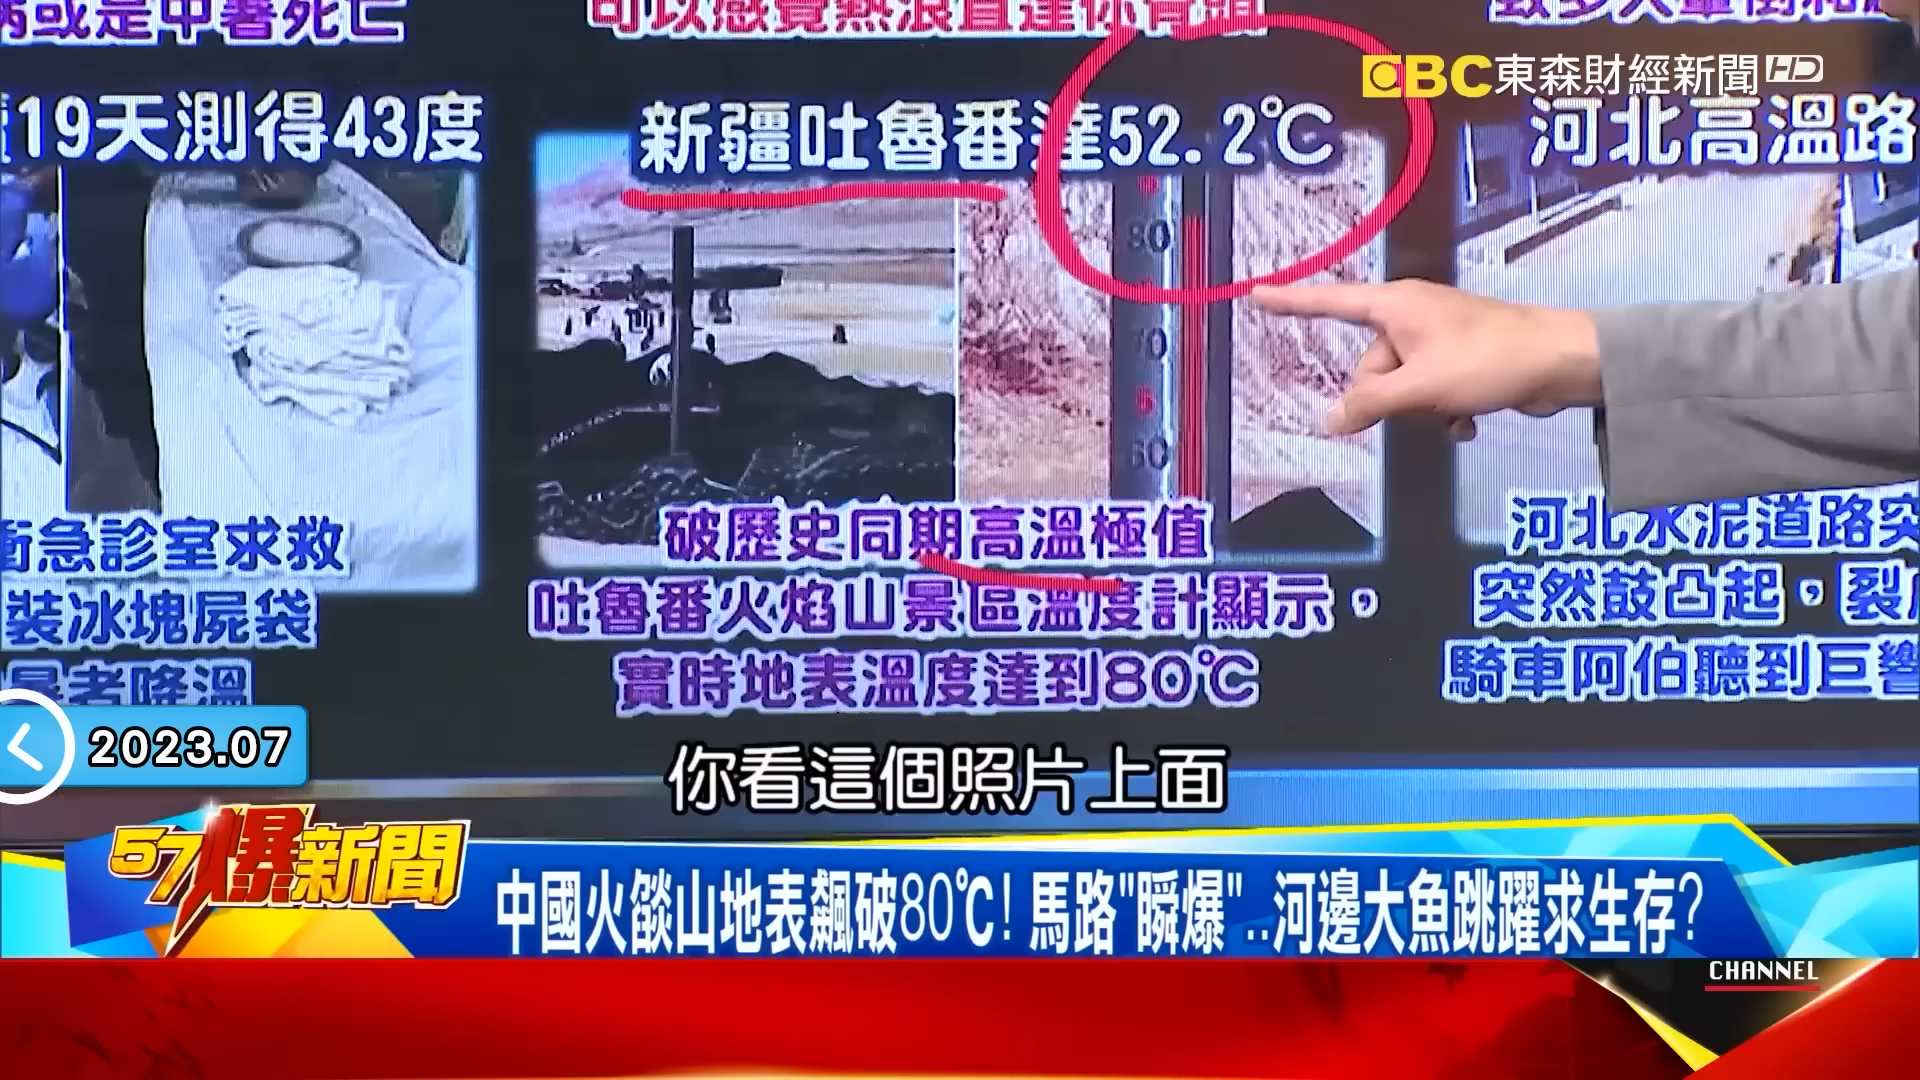 病或是中暑死亡
可以感覺熱浪直達你
EBC東森財經新聞HD
19天測得43度
新疆吐魯番達52.2℃
河北高溫路
80
70
60
衝急診室求救
裝冰塊屍袋
暑者降溫
破歷史同期高溫極值
吐魯番火焰山景區溫度計顯示，
實時地表溫度達到80℃
河北水泥道路突
突然鼓凸起，裂
騎車阿伯聽到巨響
2023.07
你看這個照片上面
57爆新聞
中國火燄山地表飆破80℃! 馬路"瞬爆"..河邊大魚跳躍求生存?
CHANNEL